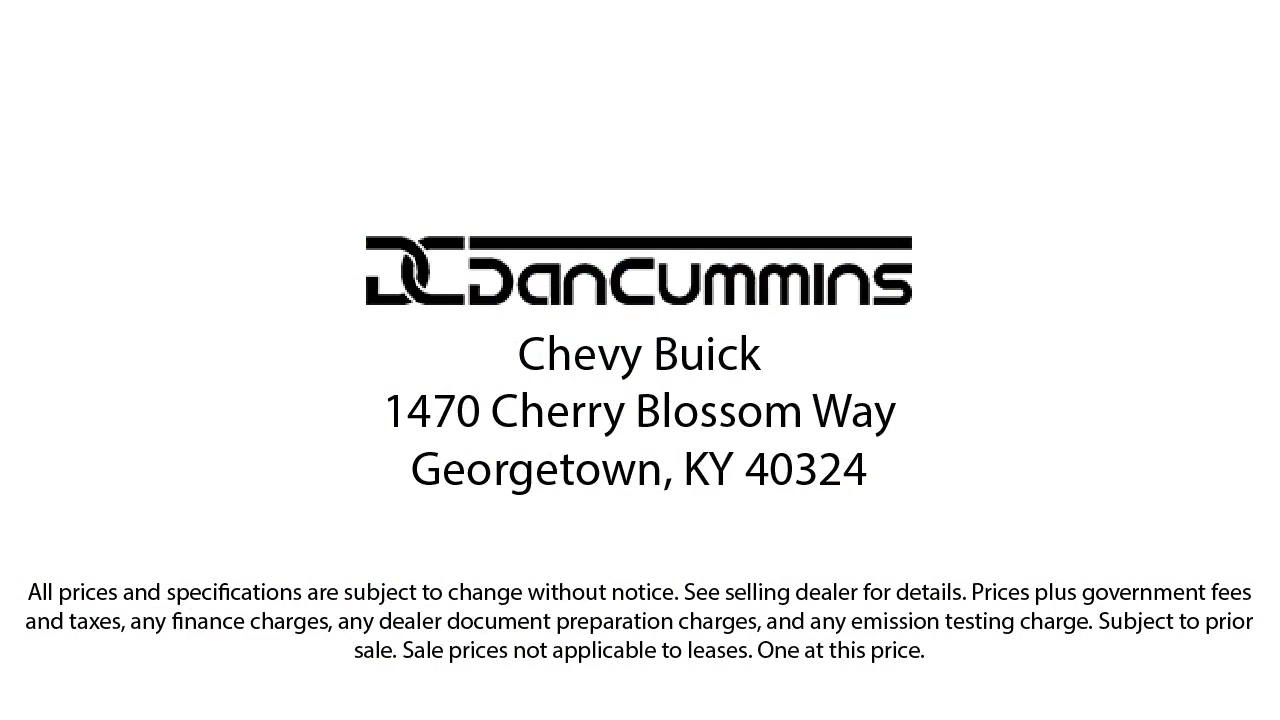 DC DanCummins
Chevy Buick
1470 Cherry Blossom Way
Georgetown, KY 40324
All prices and specifications are subject to change without notice. See selling dealer for details. Prices plus government fees
and taxes, any finance charges, any dealer document preparation charges, and any emission testing charge. Subject to prior
sale. Sale prices not applicable to leases. One at this price.